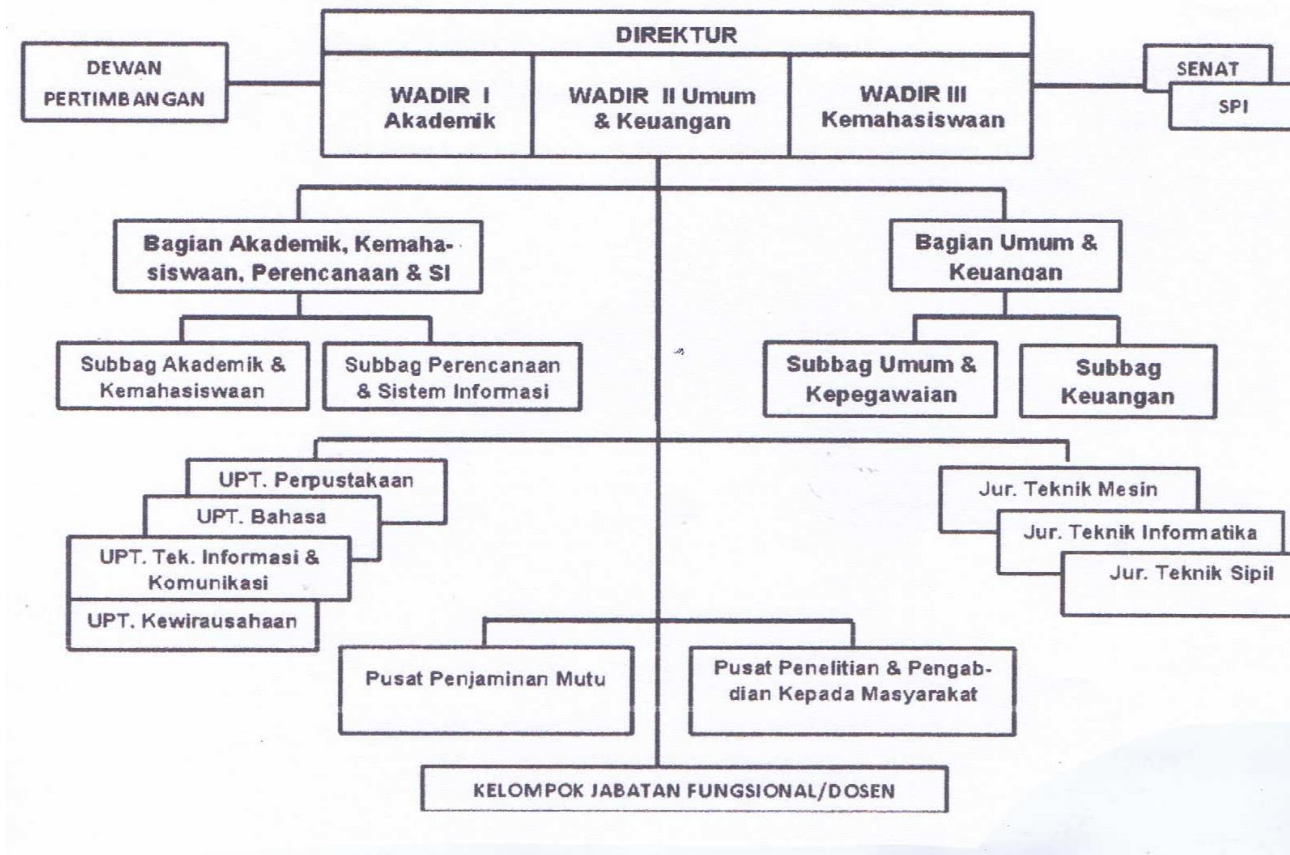 DIREKTUR
DEWAN
PERTIMBANGAN
WADIR I
Akademik
WADIR II Umum
& Keuangan
WADIR III
Kemahasiswaan
SENAT
SPI
Bagian Akademik, Kemaha-
siswaan, Perencanaan & SI
Bagian Umum &
Keuangan
Subbag Akademik &
Kemahasiswaan
Subbag Perencanaan
& Sistem Informasi
Subbag Umum &
Kepegawaian
Subbag
Keuangan
UPT. Perpustakaan
UPT. Bahasa
UPT. Tek. Informasi &
Komunikasi
UPT. Kewirausahaan
Jur. Teknik Mesin
Jur. Teknik Informatika
Jur. Teknik Sipil
Pusat Penjaminan Mutu
Pusat Penelitian & Pengab-
dian Kepada Masyarakat
KELOMPOK JABATAN FUNGSIONAL/DOSEN